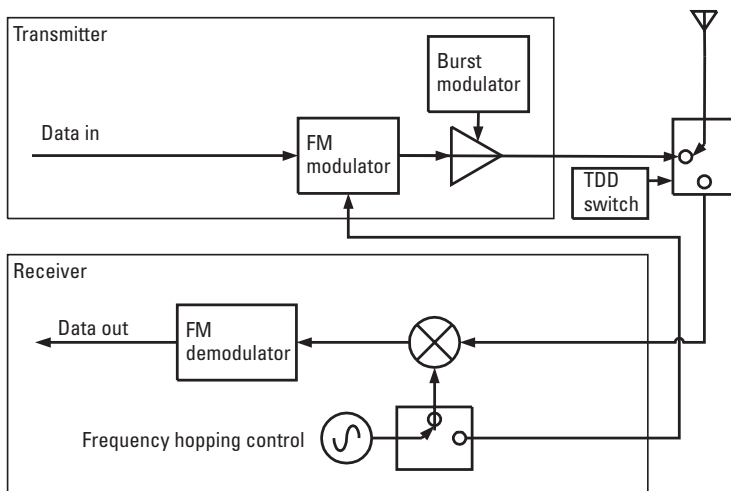 Transmitter
Burst
modulator
Data in
FM
modulator
TDD
switch
Receiver
Data out
FM
demodulator
Frequency hopping control